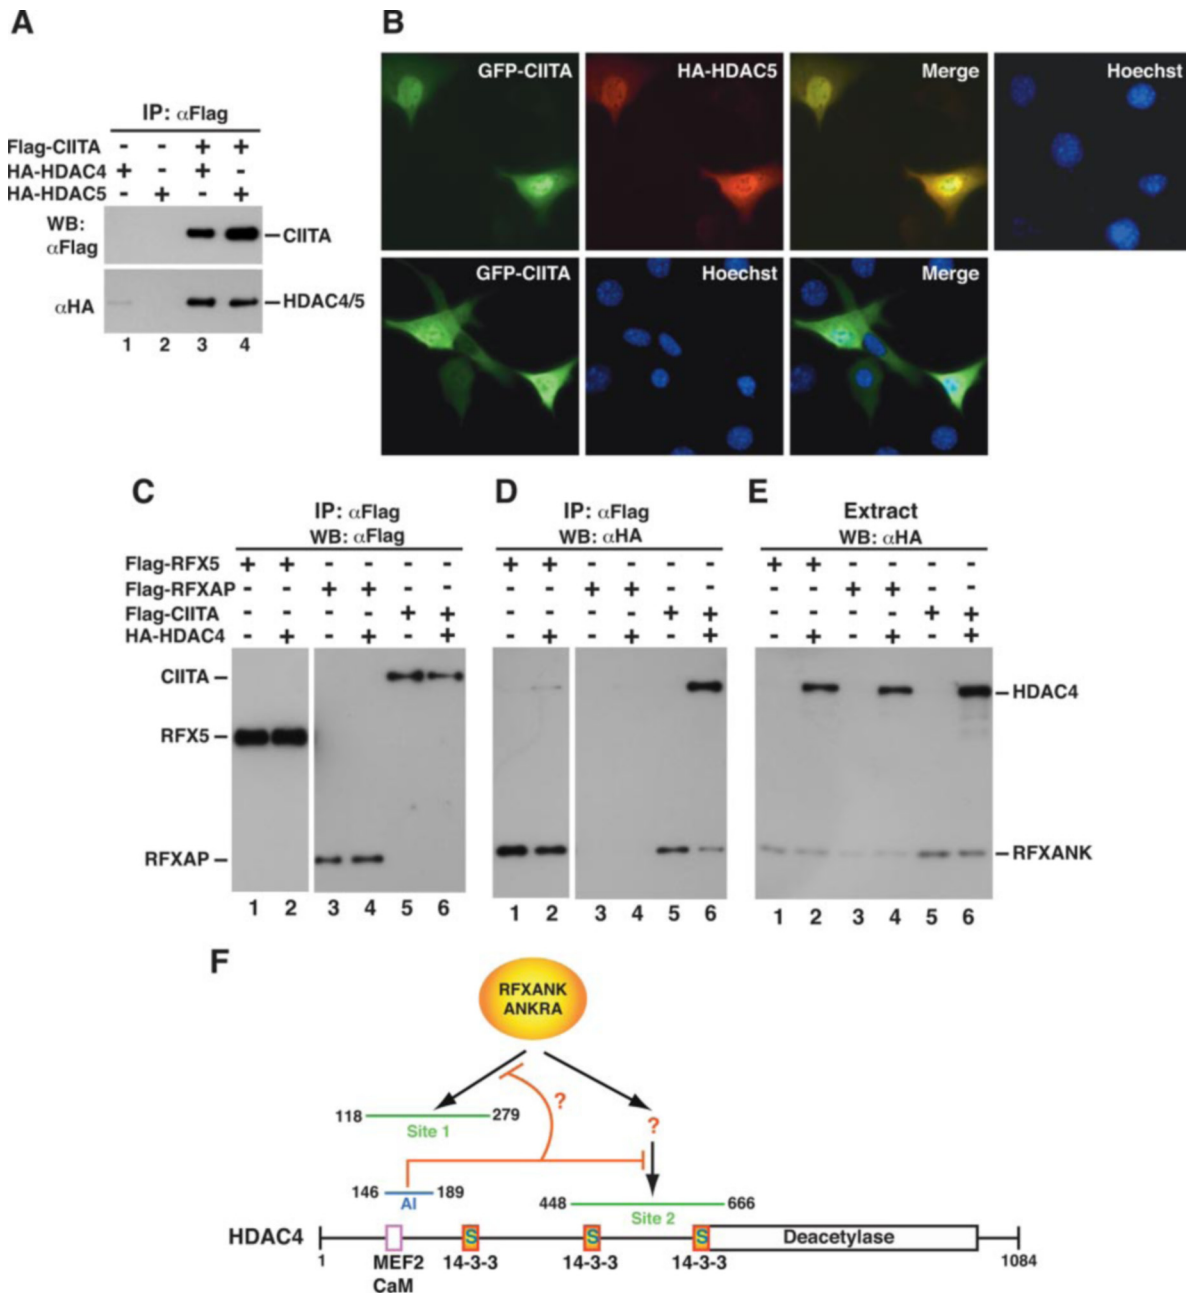 A
IP: αFlag
Flag-CIITA - - + +
HA-HDAC4 + - + -
HA-HDAC5 - + - +
WB:
αFlag
CIITA
αHA
HDAC4/5
1 2 3 4
B
GFP-CIITA
HA-HDAC5
Merge
Hoechst
GFP-CIITA
Hoechst
Merge
C
IP: αFlag
WB: αFlag
Flag-RFX5 + + - - - -
Flag-RFXAP - - + + - -
Flag-CIITA - - - - + +
HA-HDAC4 - + - + - +
CIITA
RFX5
RFXAP
1 2 3 4 5 6
D
IP: αFlag
WB: αHA
+ + - - - -
- - + + - -
- - - - + +
- + - + - +
1 2 3 4 5 6
E
Extract
WB: αHA
+ + - - - -
- - + + - -
- - - - + +
- + - + - +
HDAC4
RFXANK
1 2 3 4 5 6
F
RFXANK
ANKRA
?
118 279
Site 1
?
146 189
AI
448 666
Site 2
HDAC4
S S S
Deacetylase
1
MEF2
CaM
14-3-3 14-3-3 14-3-3
1084